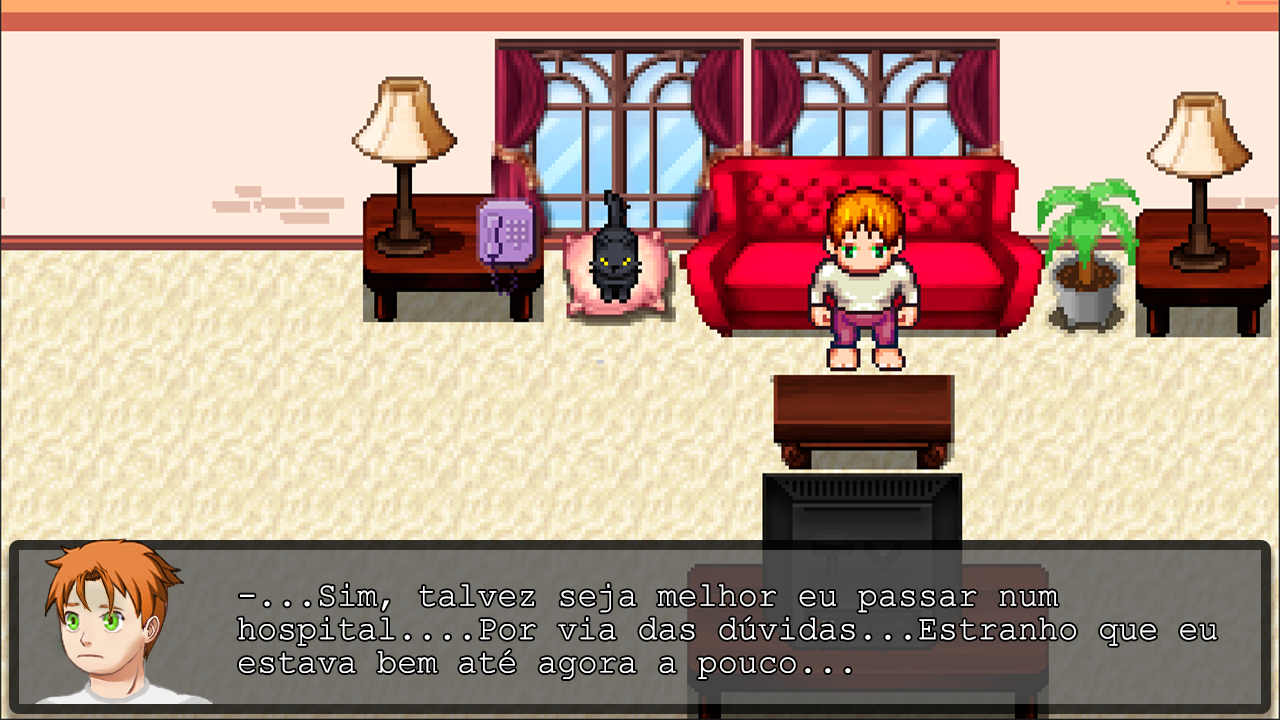 -...Sim, talvez seja melhor eu passar num
hospital....Por via das dúvidas...Estranho que eu
estava bem até agora a pouco...